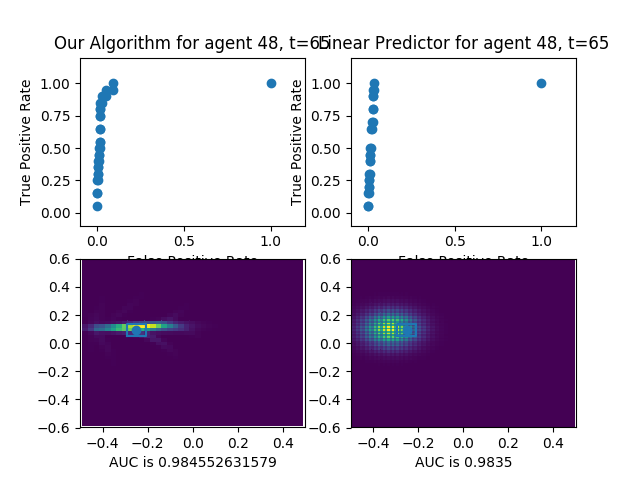 Our Algorithm for agent 48, t=65
Linear Predictor for agent 48, t=65
True Positive Rate
1.00
0.75
0.50
0.25
0.00
0.0 0.5 1.0
False Positive Rate
True Positive Rate
1.00
0.75
0.50
0.25
0.00
0.0 0.5 1.0
False Positive Rate
0.6
0.4
0.2
0.0
−0.2
−0.4
−0.6
−0.4 −0.2 0.0 0.2 0.4
AUC is 0.984552631579
0.6
0.4
0.2
0.0
−0.2
−0.4
−0.6
−0.4 −0.2 0.0 0.2 0.4
AUC is 0.9835